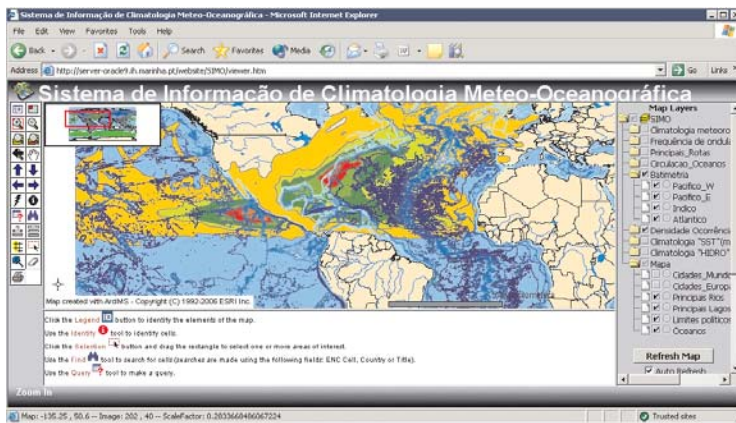 Sistema de Informação de Climatologia Meteo-Oceanográfica - Microsoft Internet Explorer
File Edit View Favorites Tools Help
Back Search Favorites Media
Address http://server-oracle9.ih.marinha.pt/website/SIMO/viewer.htm Go Links
Sistema de Informação de Climatologia Meteo-Oceanográfica
Map Layers
SIMO
Climatologia meteoro
Frequência de ondula
Principais_Rotas
Circulacao_Oceanos
Batimetria
Pacifico_W
Pacifico_E
Indico
Atlantico
Densidade Ocorrênc
Climatologia "SST"(m
Climatologia "HIDRO"
Mapa
Cidades_Mundo
Cidades_Europa
Principas Rios
Principas Lagos
Limites políticos
Oceanos
Refresh Map
Auto Refresh
Map created with ArcIMS - Copyright (C) 1992-2006 ESRI Inc.
Click the Legend button to identify the elements of the map.
Use the Identify tool to identify cells.
Click the Selection button and drag the rectangle to select one or more areas of interest.
Use the Find tool to search for cells(searches are made using the following fields: ENC Cell, Country or Title).
Use the Query tool to make a query.
Zoom In
Map: -135.25 , 50.6 -- Image: 202 , 40 -- ScaleFactor: 0.2833668486067224 Trusted sites